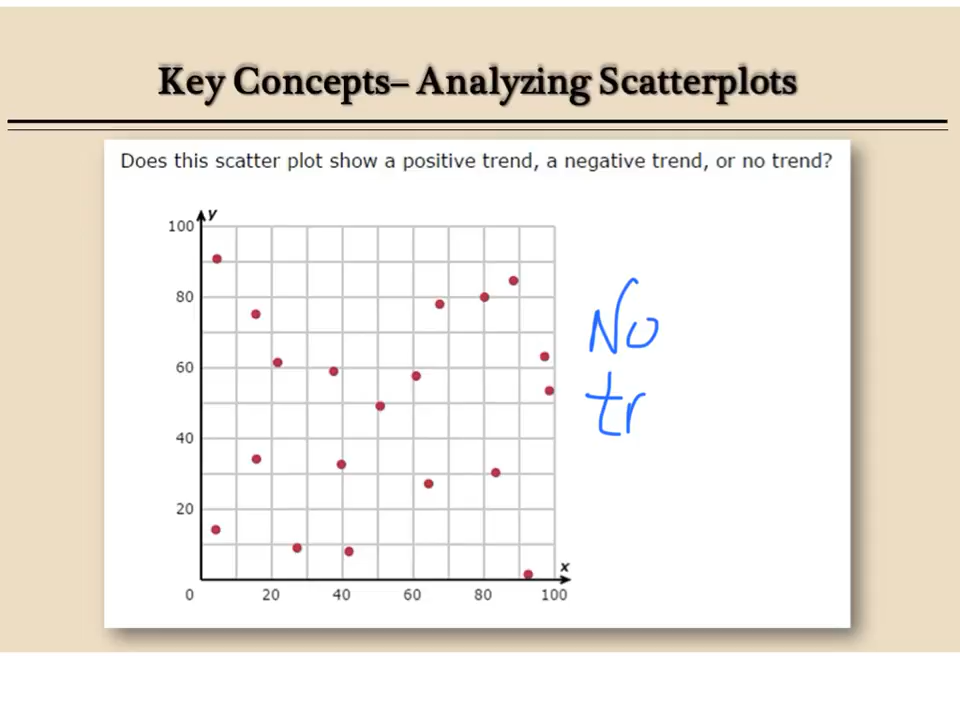 Key Concepts– Analyzing Scatterplots
Does this scatter plot show a positive trend, a negative trend, or no trend?
y
100
80
60
40
20
0
20 40 60 80 100
x
No
tr